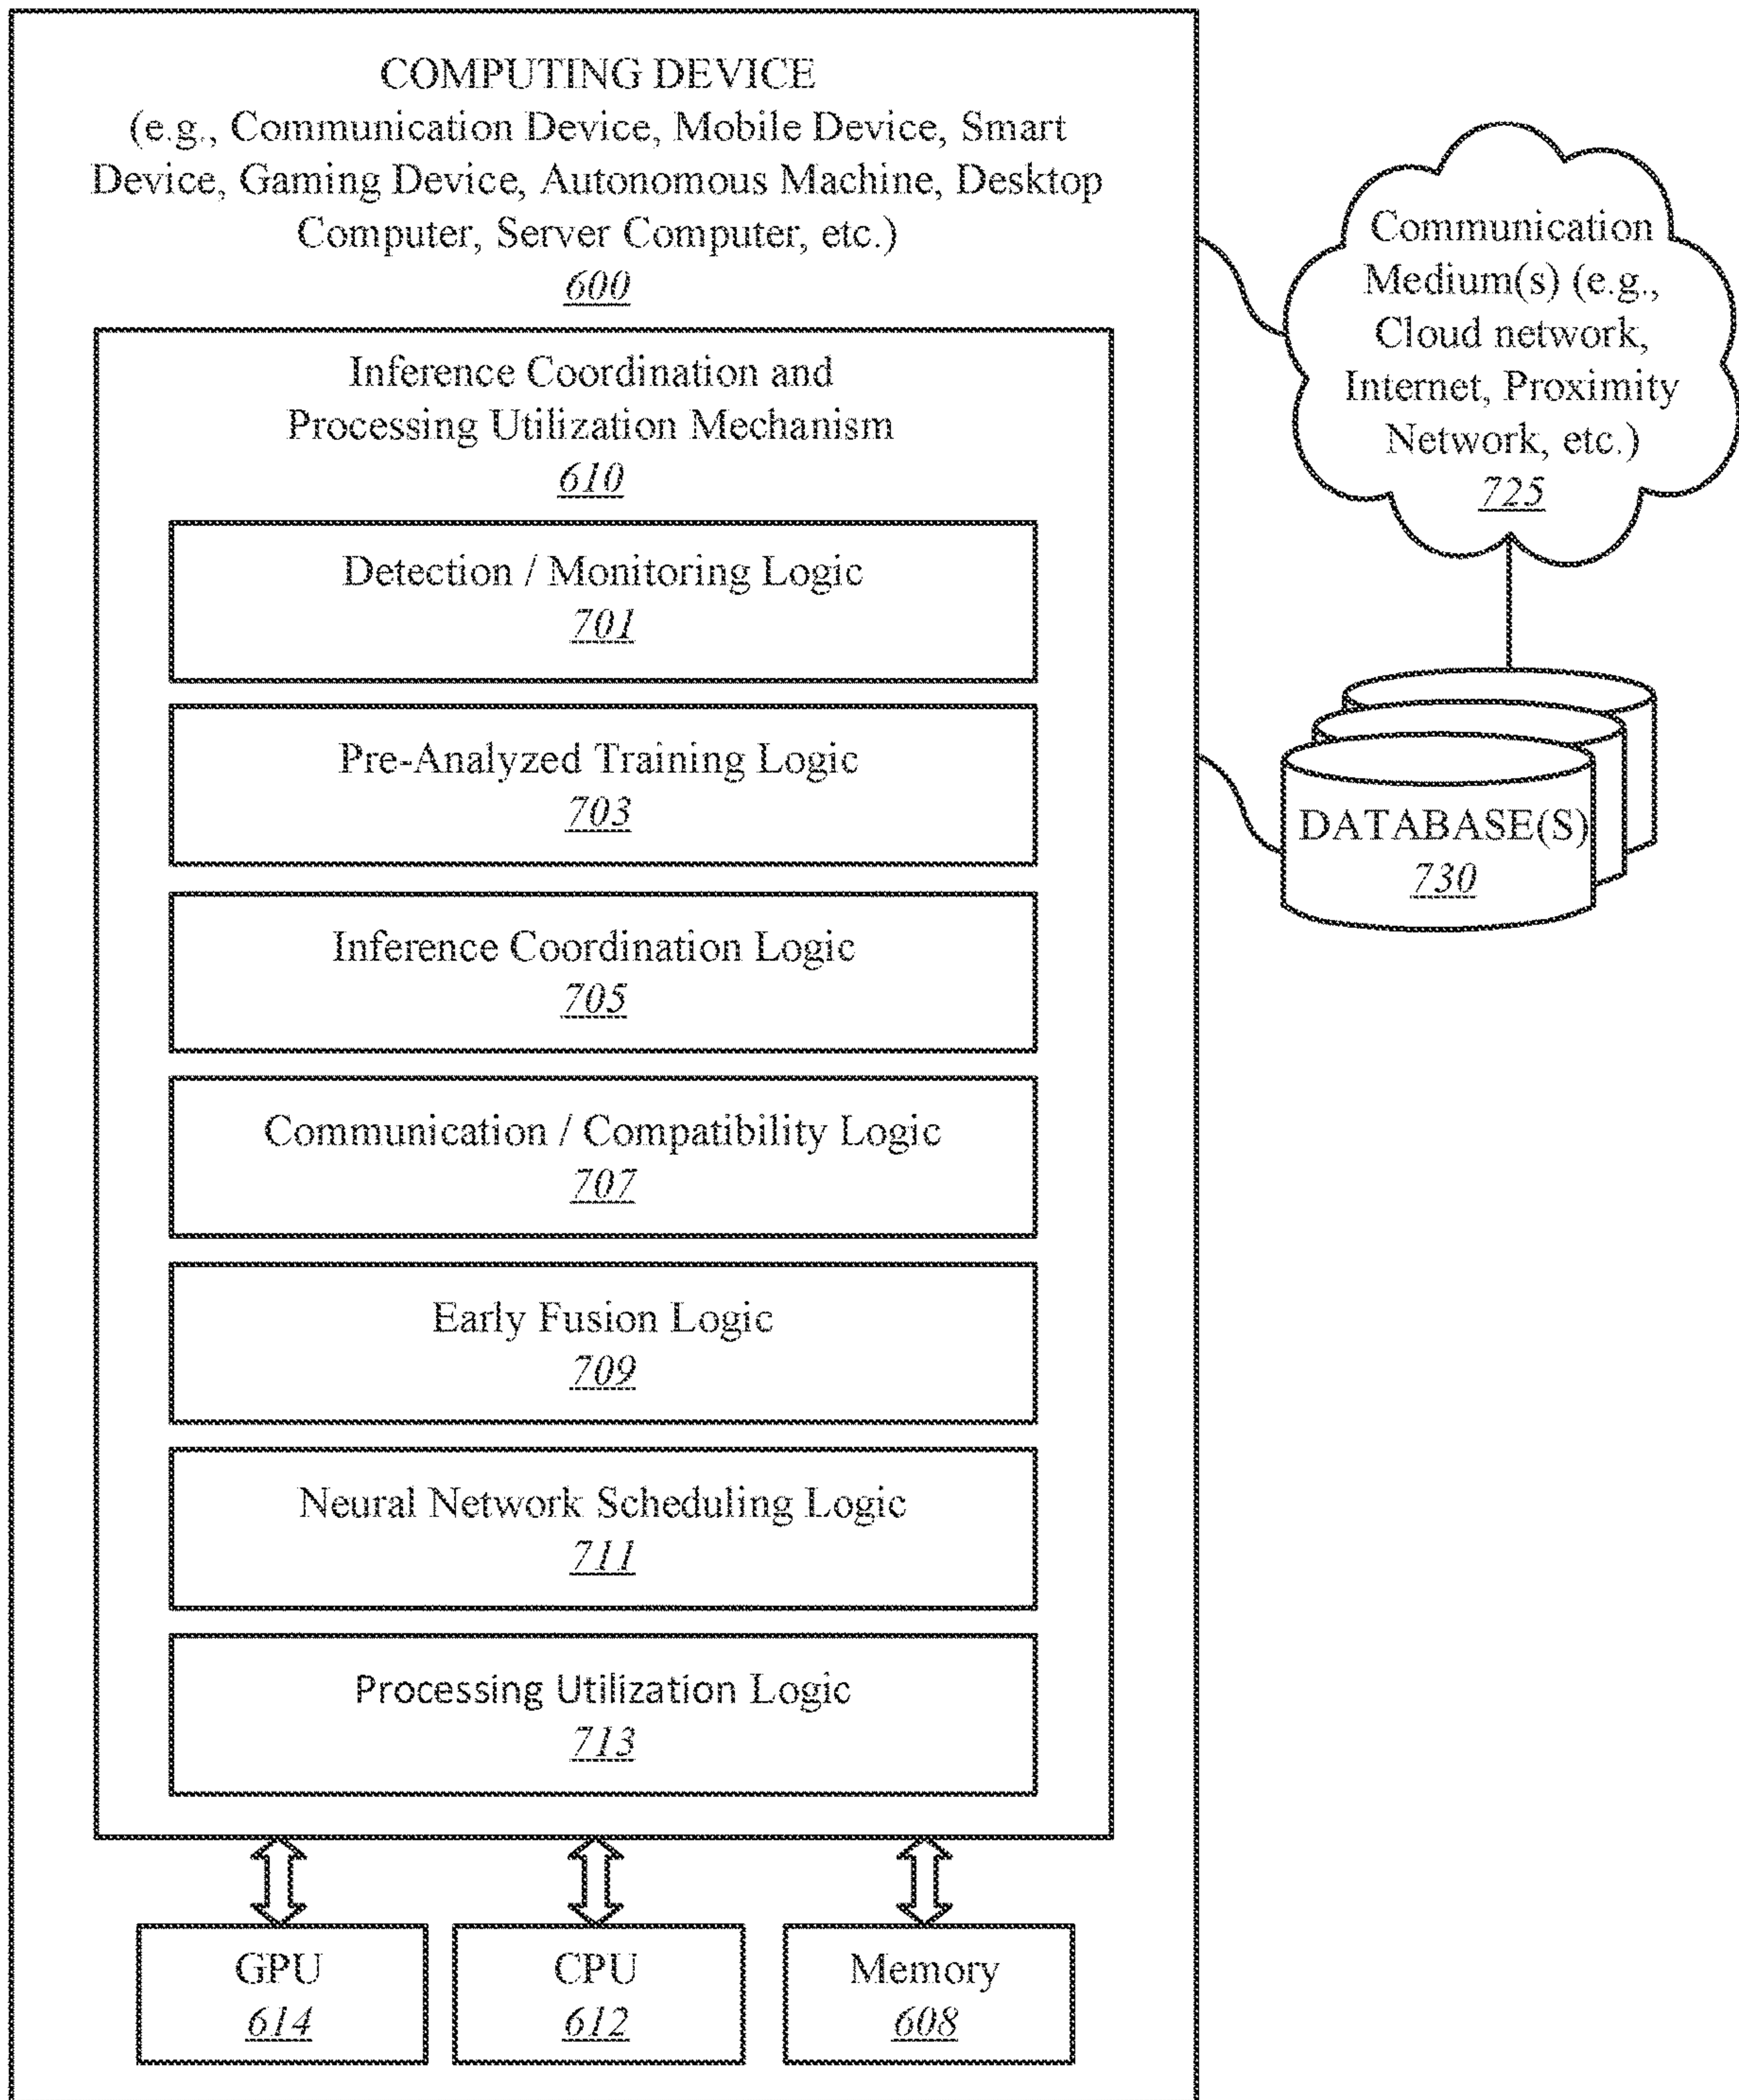 COMPUTING DEVICE
(e.g., Communication Device, Mobile Device, Smart
Device, Gaming Device, Autonomous Machine, Desktop
Computer, Server Computer, etc.)
600
Inference Coordination and
Processing Utilization Mechanism
610
Detection / Monitoring Logic
701
Pre-Analyzed Training Logic
703
Inference Coordination Logic
705
Communication / Compatibility Logic
707
Early Fusion Logic
709
Neural Network Scheduling Logic
711
Processing Utilization Logic
713
GPU
614
CPU
612
Memory
608
Communication
Medium(s) (e.g.,
Cloud network,
Internet, Proximity
Network, etc.)
725
DATABASE(S)
730